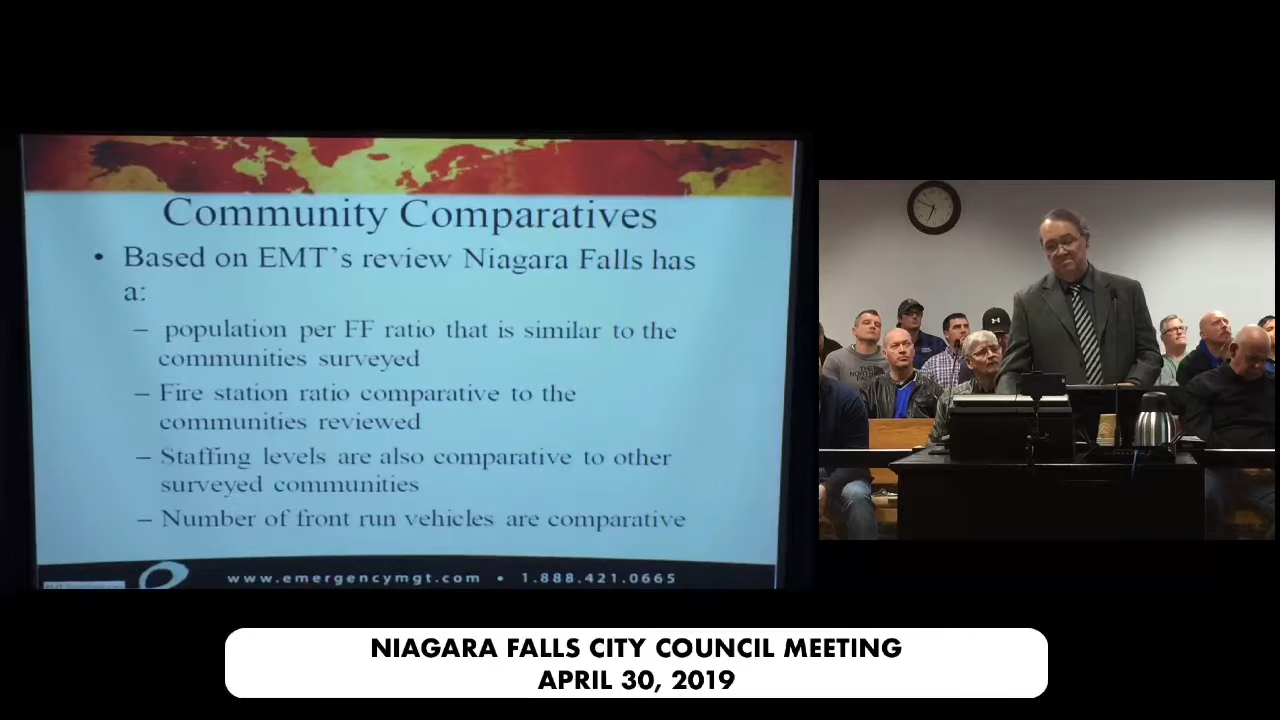 Community Comparatives
• Based on EMT's review Niagara Falls has
a:
– population per FF ratio that is similar to the
communities surveyed
– Fire station ratio comparative to the
communities reviewed
– Staffing levels are also comparative to other
surveyed communities
– Number of front run vehicles are comparative
www.emergencymgt.com • 1.888.421.0665
THE
NORTH
FACE
NIAGARA FALLS CITY COUNCIL MEETING
APRIL 30, 2019